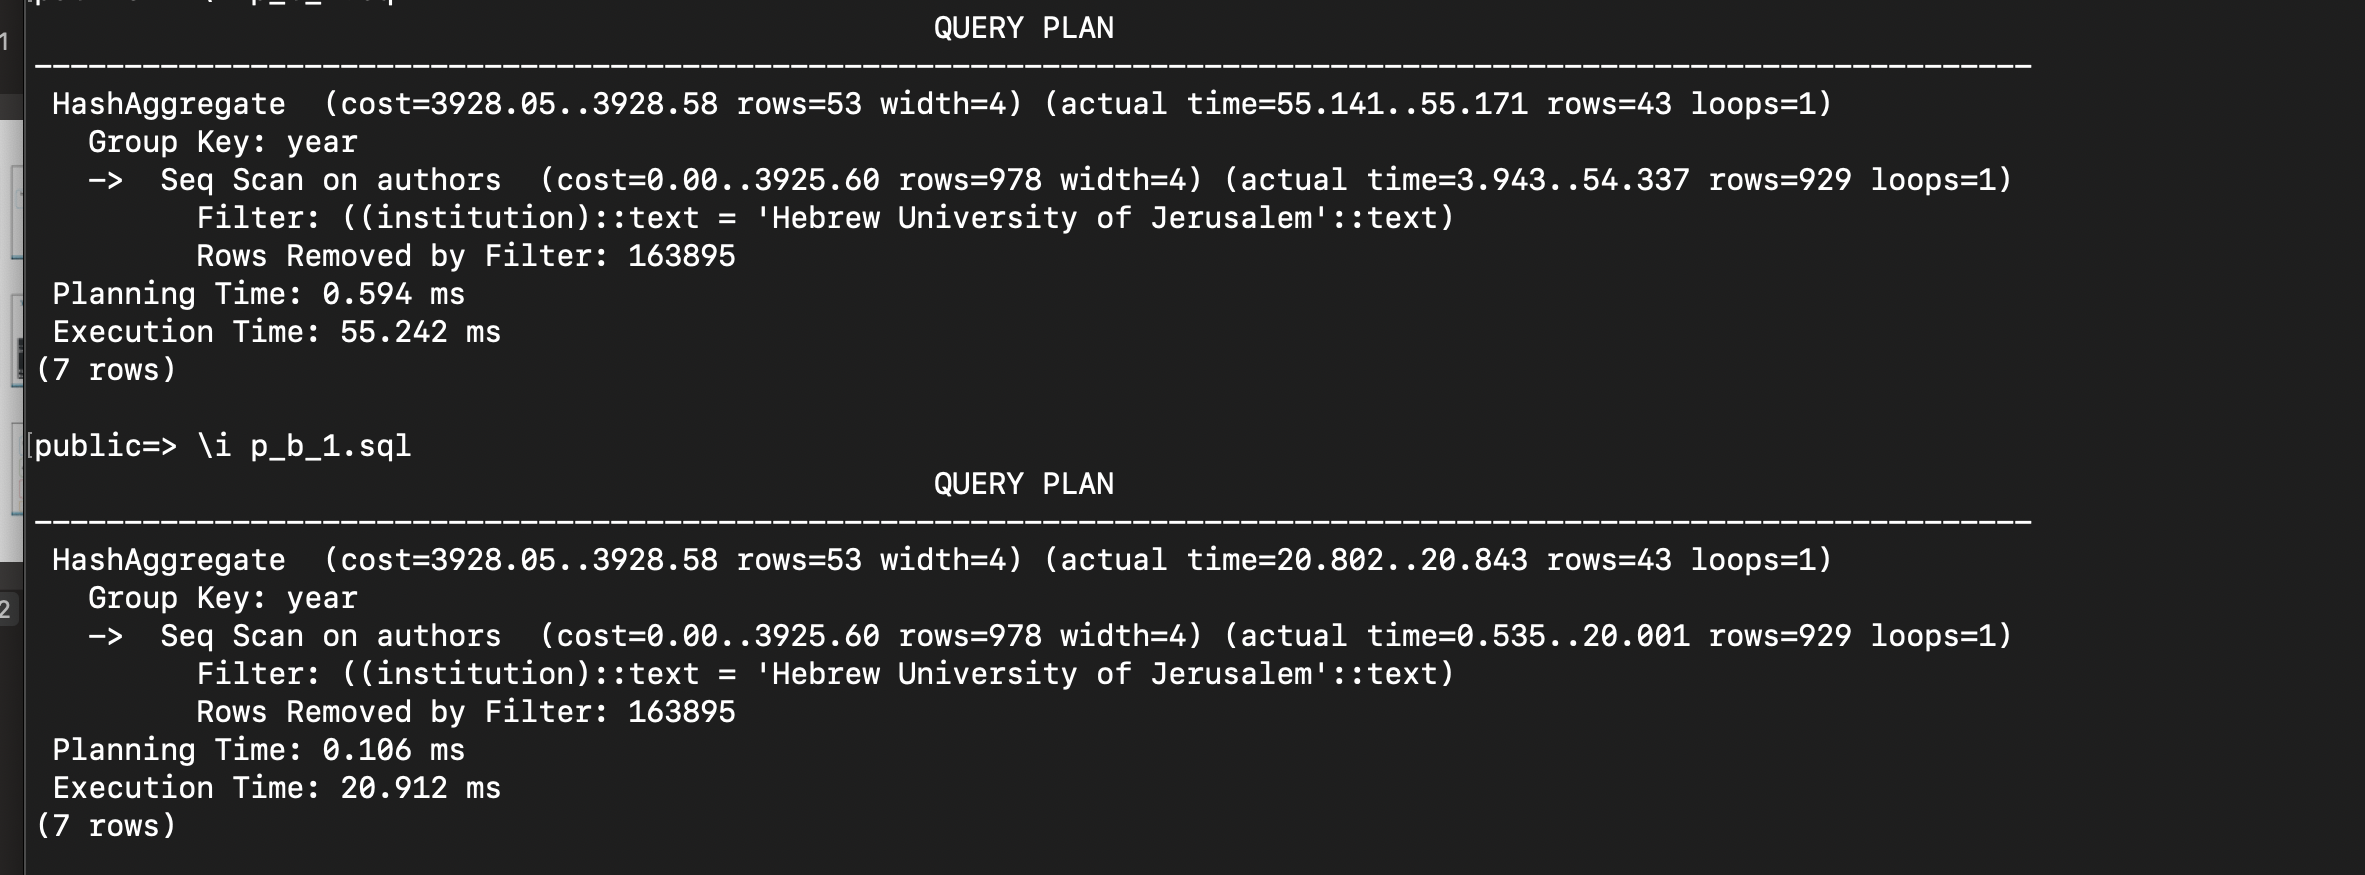 1
QUERY PLAN
HashAggregate  (cost=3928.05..3928.58 rows=53 width=4) (actual time=55.141..55.171 rows=43 loops=1)
  Group Key: year
  ->  Seq Scan on authors  (cost=0.00..3925.60 rows=978 width=4) (actual time=3.943..54.337 rows=929 loops=1)
        Filter: ((institution)::text = 'Hebrew University of Jerusalem'::text)
        Rows Removed by Filter: 163895
Planning Time: 0.594 ms
Execution Time: 55.242 ms
(7 rows)
[public=> \i p_b_1.sql
QUERY PLAN
HashAggregate  (cost=3928.05..3928.58 rows=53 width=4) (actual time=20.802..20.843 rows=43 loops=1)
  Group Key: year
2
  ->  Seq Scan on authors  (cost=0.00..3925.60 rows=978 width=4) (actual time=0.535..20.001 rows=929 loops=1)
        Filter: ((institution)::text = 'Hebrew University of Jerusalem'::text)
        Rows Removed by Filter: 163895
Planning Time: 0.106 ms
Execution Time: 20.912 ms
(7 rows)